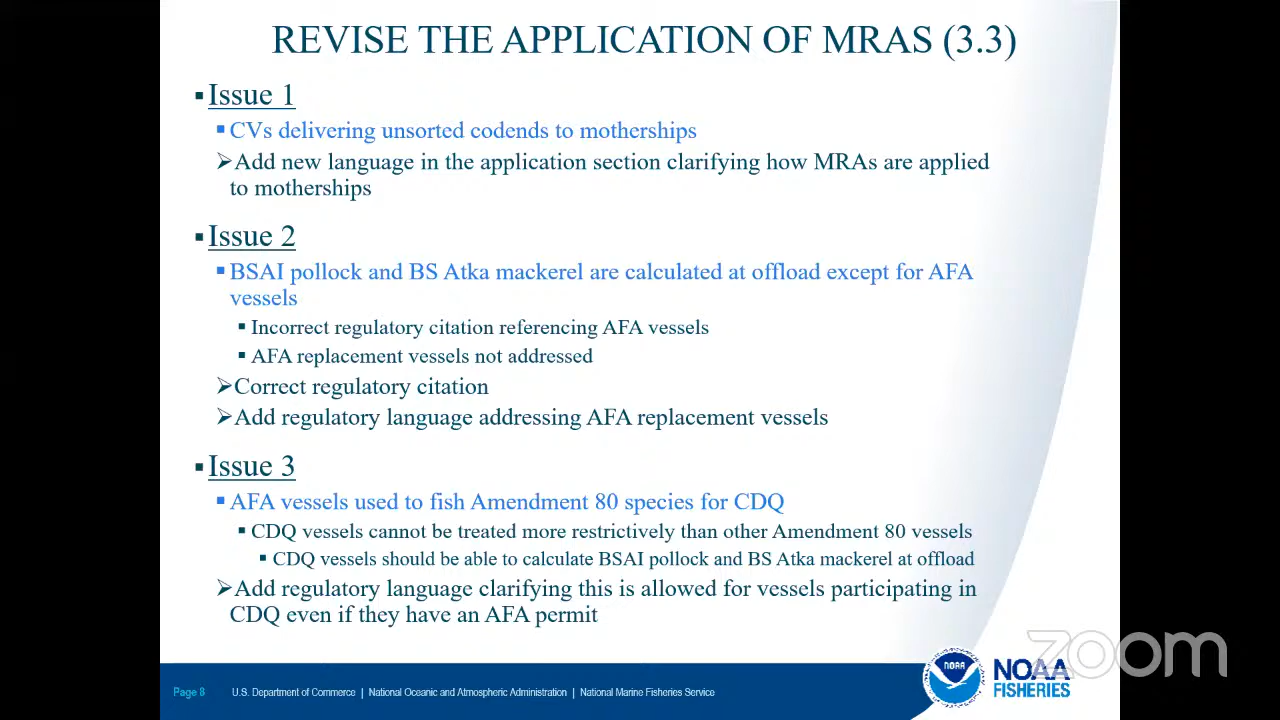 REVISE THE APPLICATION OF MRAS (3.3)
▪Issue 1
▪CVs delivering unsorted codends to motherships
➢Add new language in the application section clarifying how MRAs are applied
to motherships
▪Issue 2
▪BSAI pollock and BS Atka mackerel are calculated at offload except for AFA
vessels
▪Incorrect regulatory citation referencing AFA vessels
▪AFA replacement vessels not addressed
➢Correct regulatory citation
➢Add regulatory language addressing AFA replacement vessels
▪Issue 3
▪AFA vessels used to fish Amendment 80 species for CDQ
▪CDQ vessels cannot be treated more restrictively than other Amendment 80 vessels
▪CDQ vessels should be able to calculate BSAI pollock and BS Atka mackerel at offload
➢Add regulatory language clarifying this is allowed for vessels participating in
CDQ even if they have an AFA permit
zoom
NOAA
NOAA
FISHERIES
Page 8 U.S. Department of Commerce | National Oceanic and Atmospheric Administration | National Marine Fisheries Service